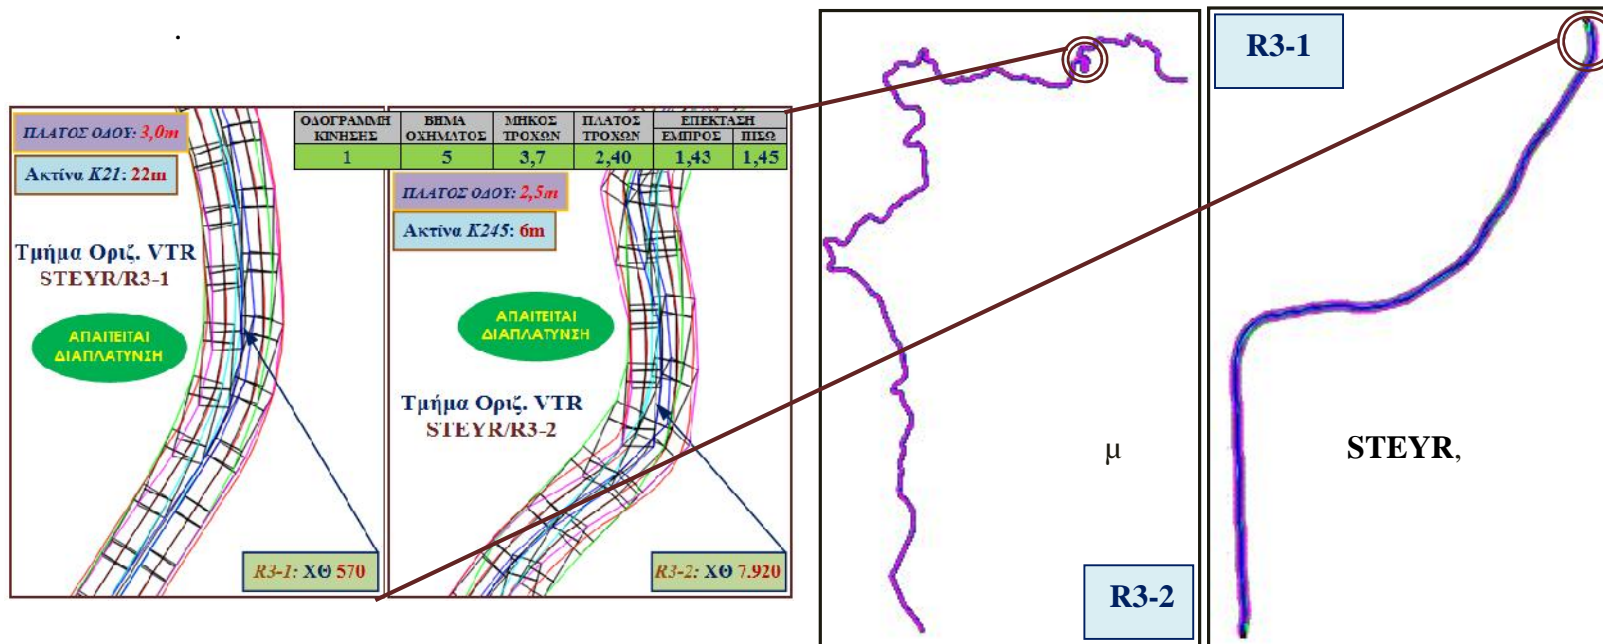 .
ΠΛΑΤΟΣ ΟΔΟΥ: 3,0m
Ακτίνα K21: 22m
Τμήμα Οριζ. VTR
STEYR/R3-1
ΑΠΑΙΤΕΙΤΑΙ
ΔΙΑΠΛΑΤΥΝΣΗ
R3-1: ΧΘ 570
ΟΔΟΓΡΑΜΜΗ ΚΙΝΗΣΗΣ ΒΗΜΑ ΟΧΗΜΑΤΟΣ ΜΗΚΟΣ ΤΡΟΧΩΝ ΠΛΑΤΟΣ ΤΡΟΧΩΝ ΕΠΕΚΤΑΣΗ
ΕΜΠΡΟΣ ΠΙΣΩ
1 5 3,7 2,40 1,43 1,45
ΠΛΑΤΟΣ ΟΔΟΥ: 2,5m
Ακτίνα K245: 6m
ΑΠΑΙΤΕΙΤΑΙ
ΔΙΑΠΛΑΤΥΝΣΗ
Τμήμα Οριζ. VTR
STEYR/R3-2
R3-2: ΧΘ 7.920
μ
R3-2
R3-1
STEYR,